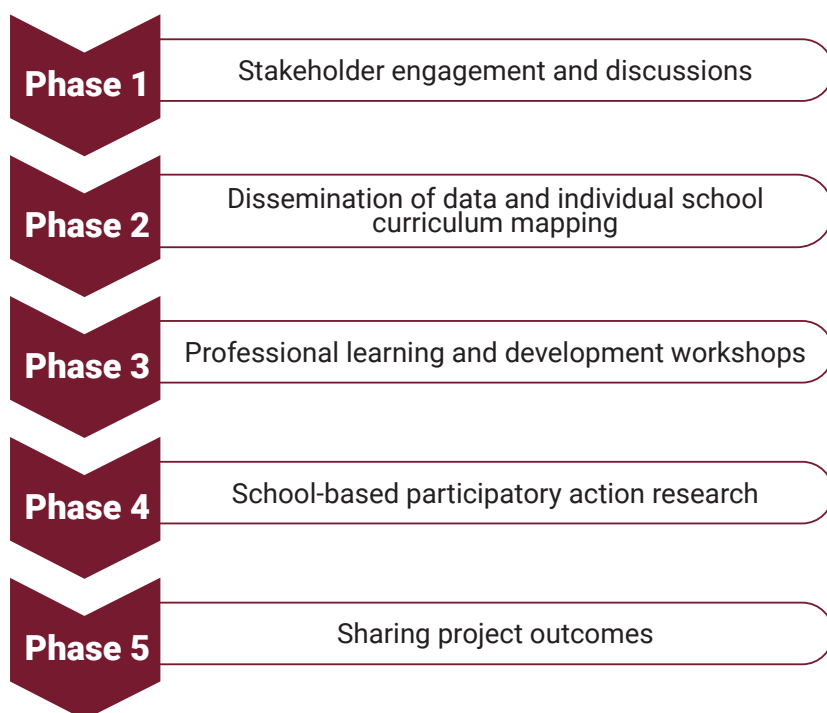 Phase 1
Stakeholder engagement and discussions
Phase 2
Dissemination of data and individual school
curriculum mapping
Phase 3
Professional learning and development workshops
Phase 4
School-based participatory action research
Phase 5
Sharing project outcomes